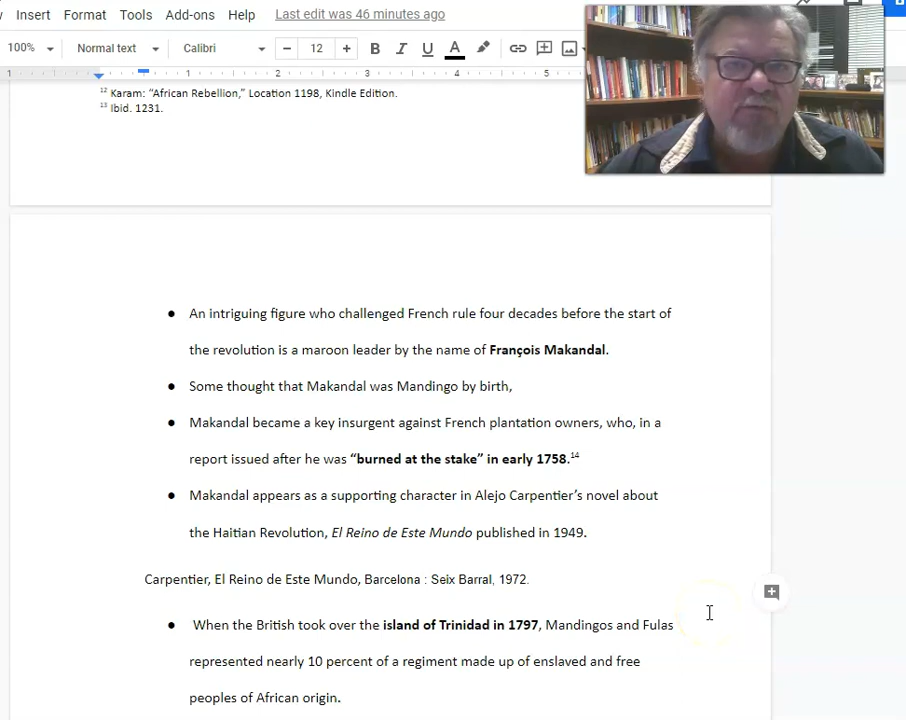 Insert Format Tools Add-ons Help Last edit was 46 minutes ago
100% Normal text Calibri 12 B I U A
1 1 2 3 4 5
12 Karam: “African Rebellion,” Location 1198, Kindle Edition.
13 Ibid. 1231.
● An intriguing figure who challenged French rule four decades before the start of
the revolution is a maroon leader by the name of François Makandal.
● Some thought that Makandal was Mandingo by birth,
● Makandal became a key insurgent against French plantation owners, who, in a
report issued after he was “burned at the stake” in early 1758.14
● Makandal appears as a supporting character in Alejo Carpentier’s novel about
the Haitian Revolution, El Reino de Este Mundo published in 1949.
Carpentier, El Reino de Este Mundo, Barcelona : Seix Barral, 1972.
● When the British took over the island of Trinidad in 1797, Mandingos and Fulas
represented nearly 10 percent of a regiment made up of enslaved and free
peoples of African origin.